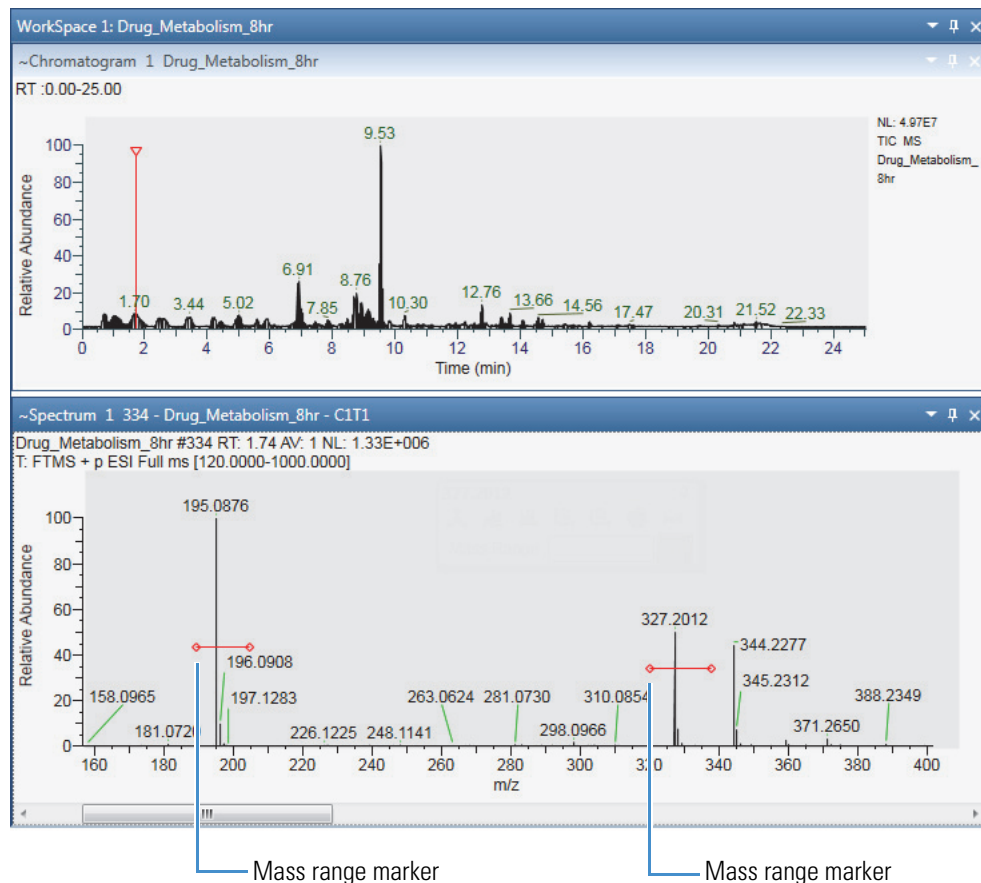 WorkSpace 1: Drug_Metabolism_8hr
~Chromatogram 1 Drug_Metabolism_8hr
RT :0.00-25.00
NL: 4.97E7
TIC MS
Drug_Metabolism_
8hr
9.53
100
80
60
40
20
0
Relative Abundance
1.70 3.44 5.02 6.91 7.85 8.76 10.30 12.76 13.66 14.56 17.47 20.31 21.52 22.33
0 2 4 6 8 10 12 14 16 18 20 22 24
Time (min)
~Spectrum 1 334 - Drug_Metabolism_8hr - C1T1
Drug_Metabolism_8hr #334 RT: 1.74 AV: 1 NL: 1.33E+006
T: FTMS + p ESI Full ms [120.0000-1000.0000]
195.0876
100
80
60
40
20
0
Relative Abundance
327.2012
344.2277
196.0908
345.2312
158.0965 197.1283 263.0624 281.0730 310.0854 388.2349
181.0720 226.1225 248.1141 298.0966 371.2650
160 180 200 220 240 260 280 300 320 340 360 380 400
m/z
Mass range marker Mass range marker